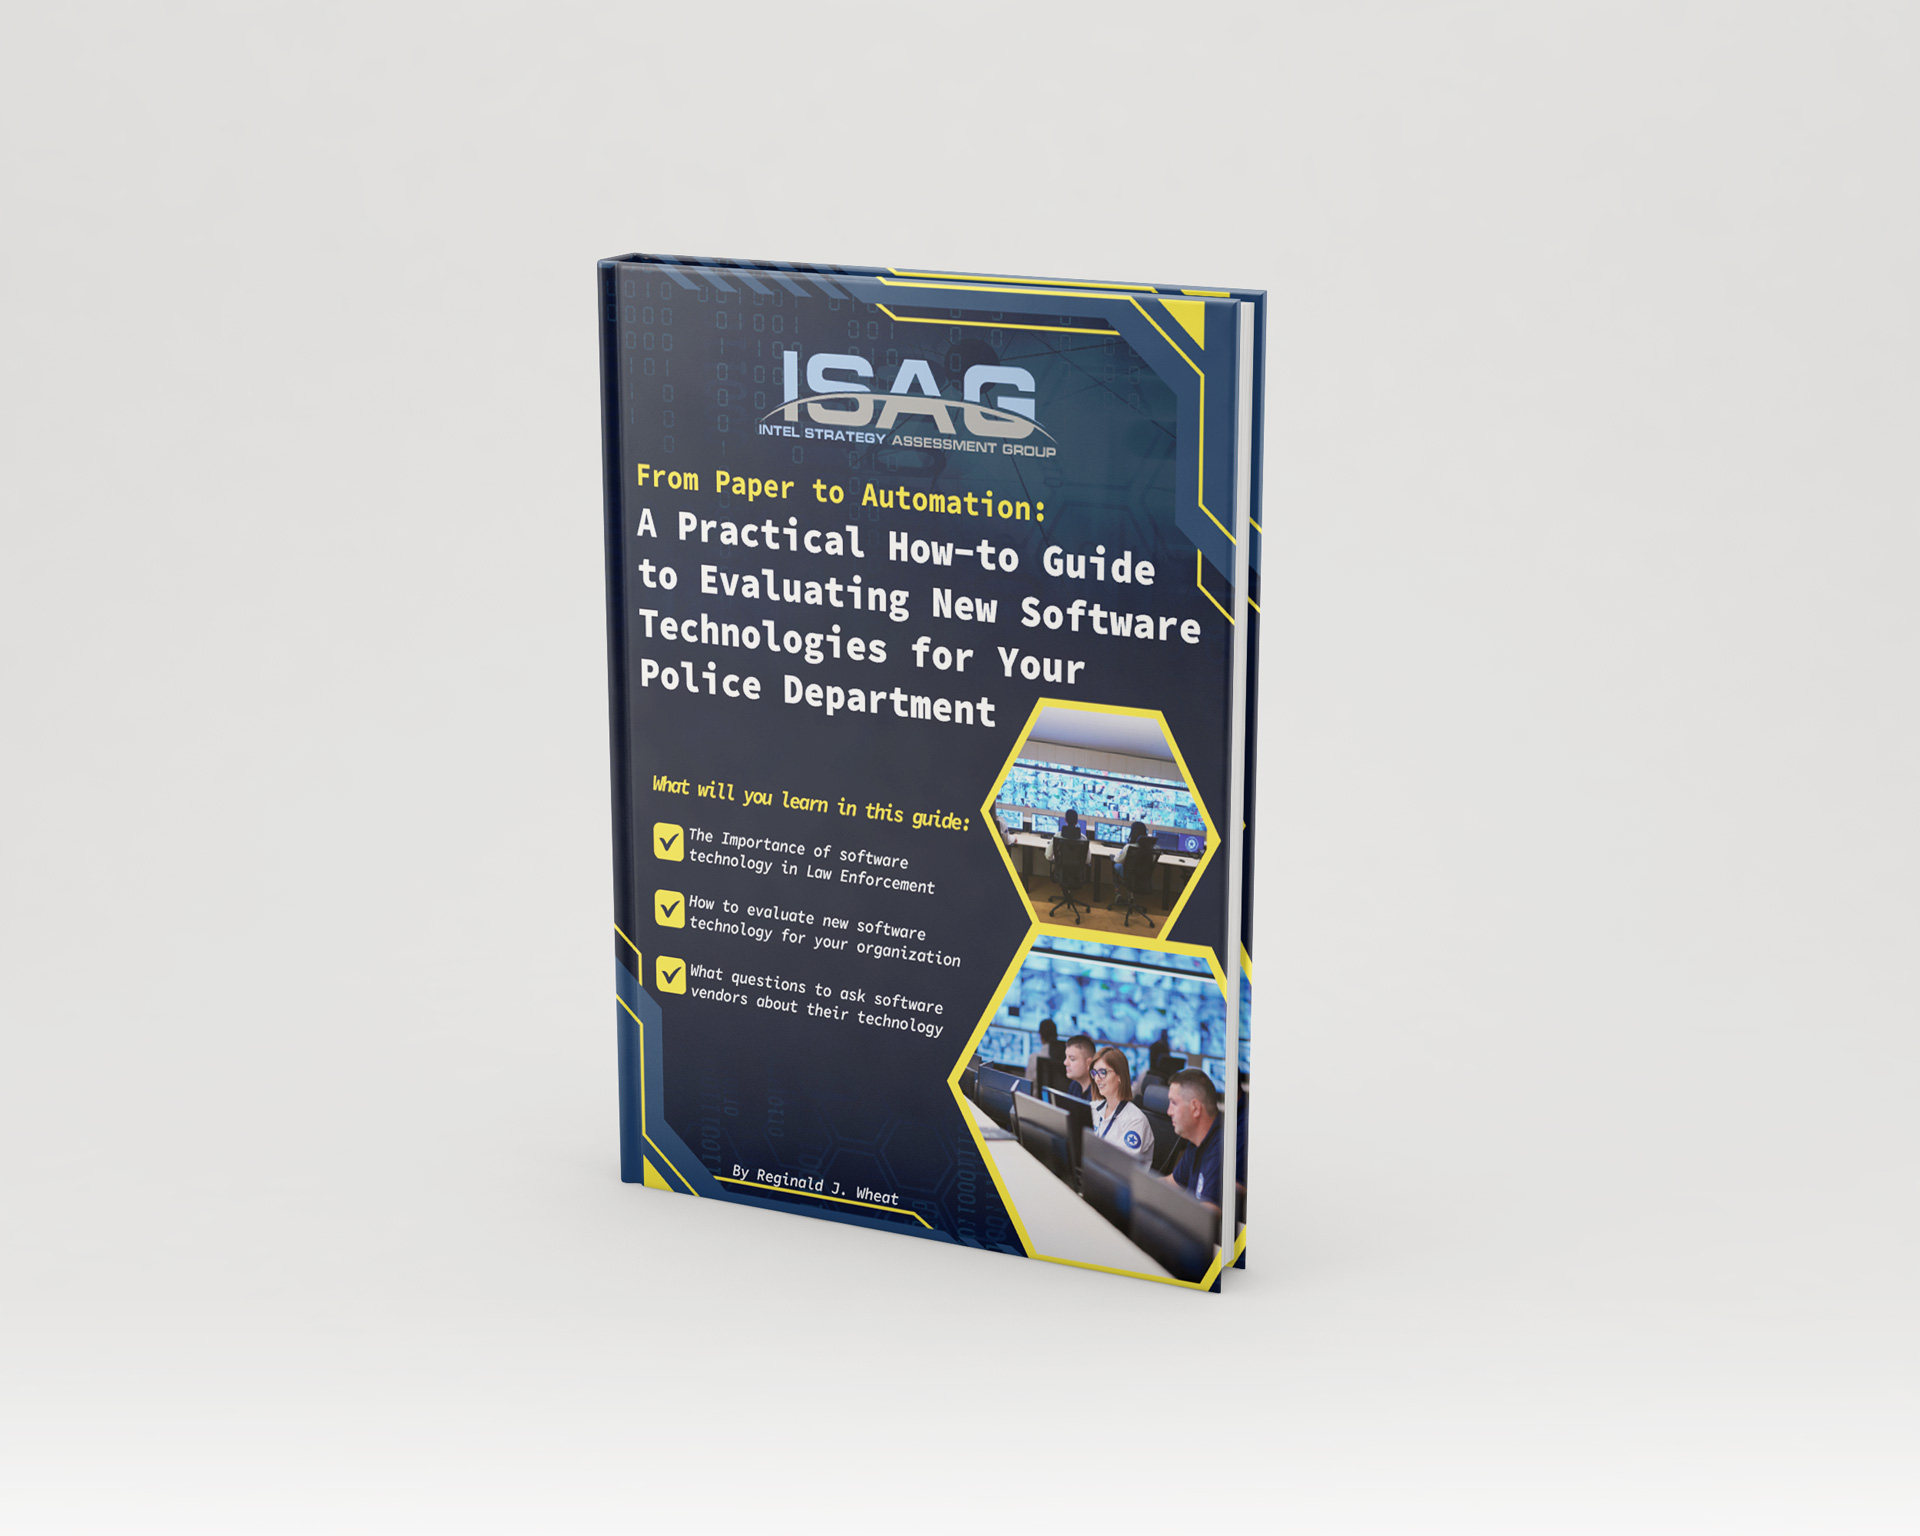 ISAG
INTEL STRATEGY ASSESSMENT GROUP
From Paper to Automation:
A Practical How-to Guide
to Evaluating New Software
Technologies for Your
Police Department
What will you learn in this guide:
The Importance of software
technology in Law Enforcement
How to evaluate new software
technology for your organization
What questions to ask software
vendors about their technology
By Reginald J. Wheat